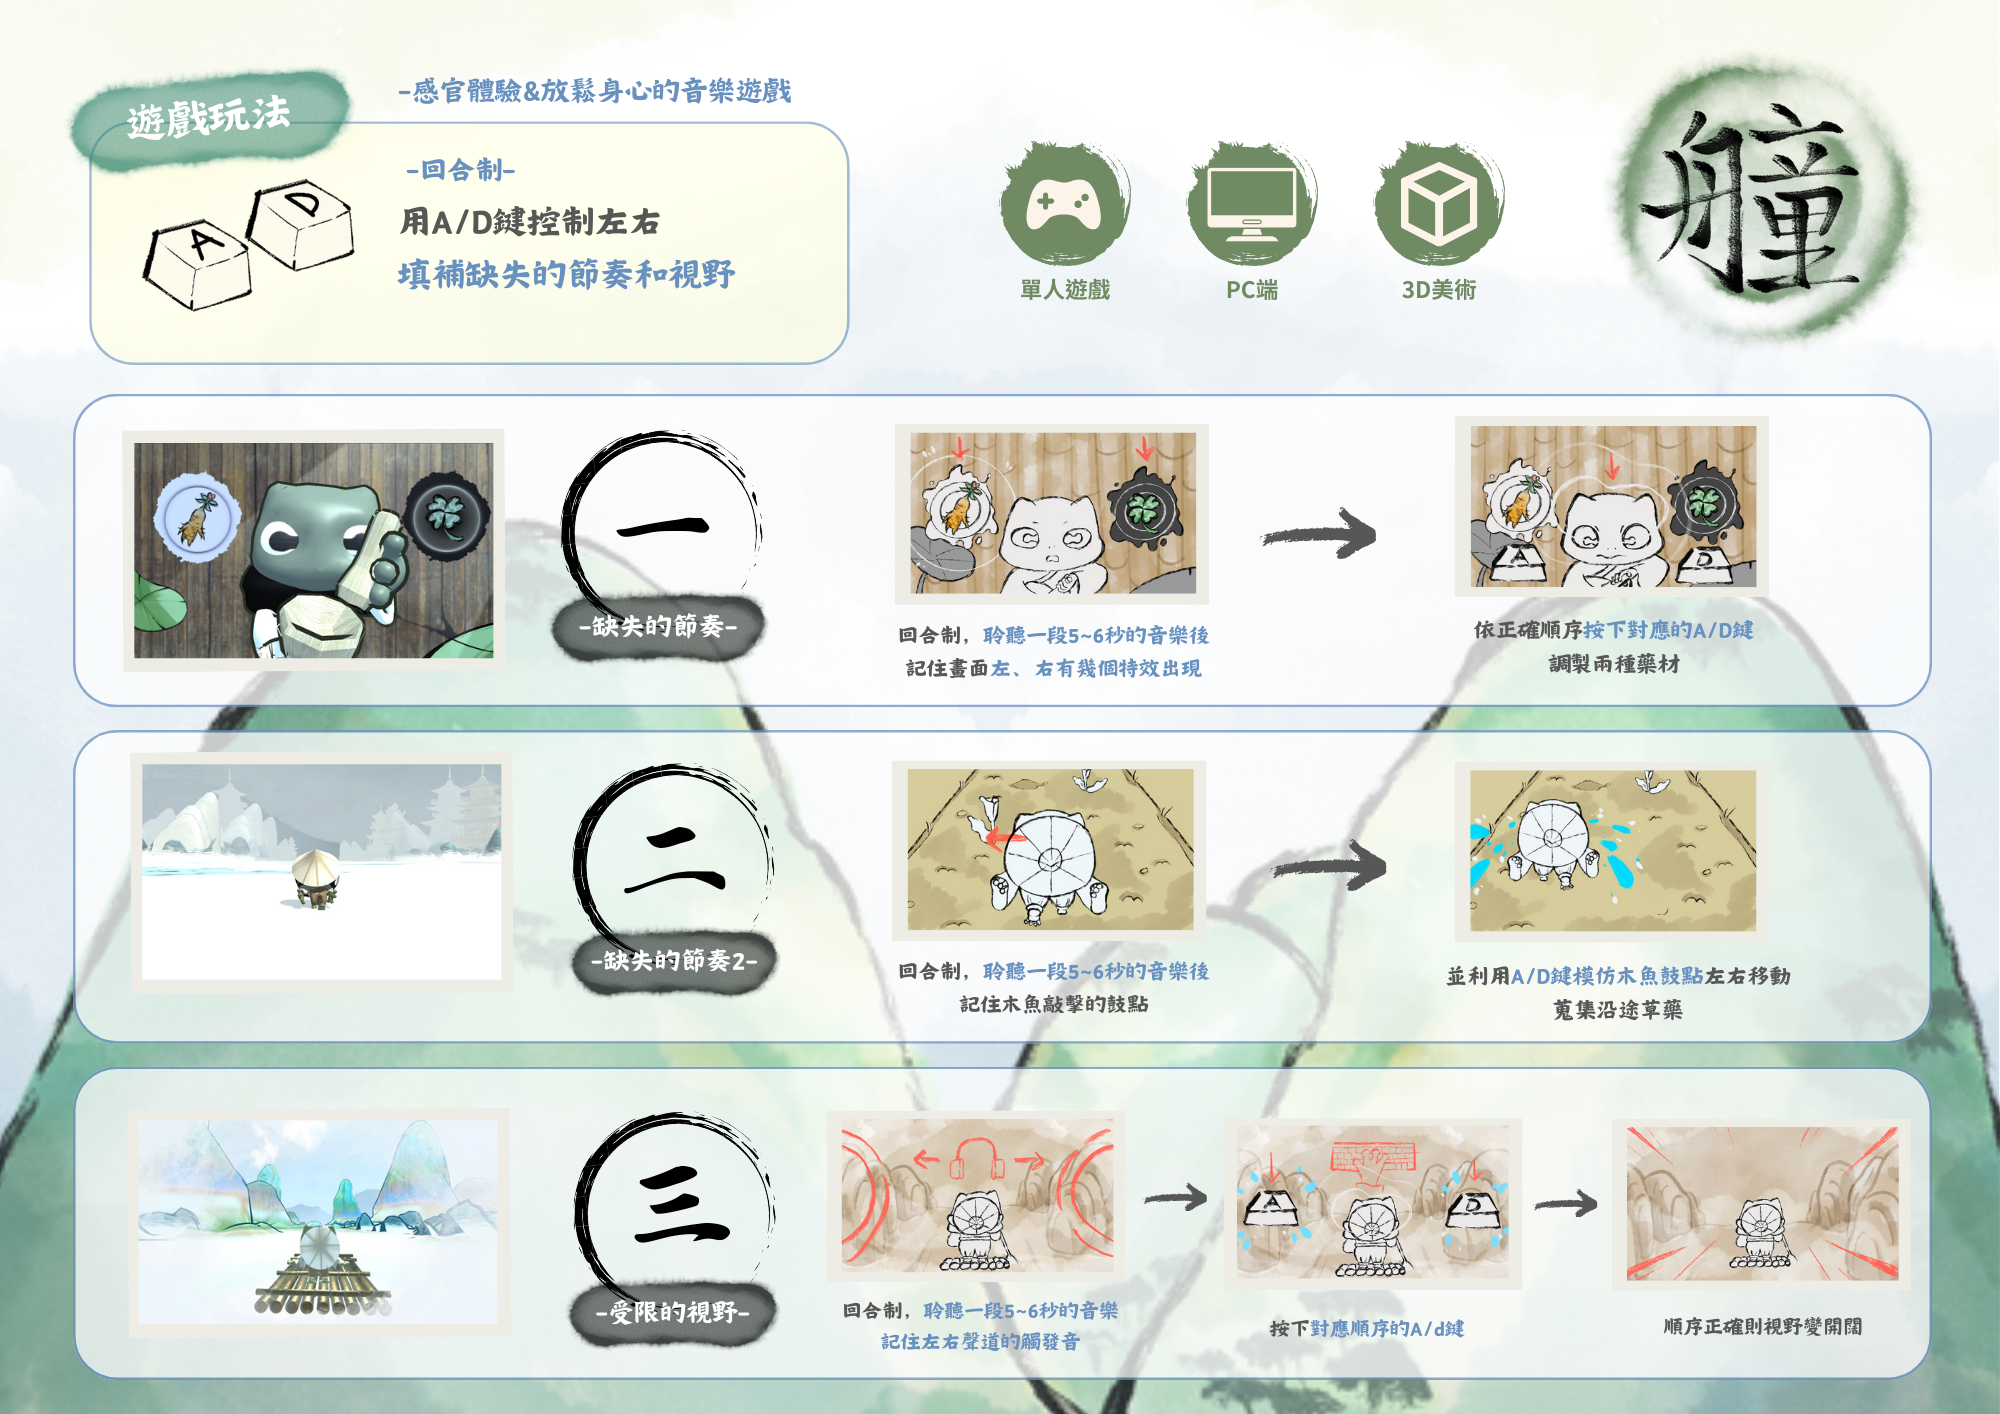 遊戲玩法
-感官體驗&放鬆身心的音樂遊戲
-回合制-
用A/D鍵控制左右
填補缺失的節奏和視野
A
D
單人遊戲
PC端
3D美術
艟
一
-缺失的節奏-
回合制，聆聽一段5~6秒的音樂後
記住畫面左、右有幾個特效出現
A
D
依正確順序按下對應的A/D鍵
調製兩種藥材
二
-缺失的節奏2-
回合制，聆聽一段5~6秒的音樂後
記住木魚敲擊的鼓點
並利用A/D鍵模仿木魚鼓點左右移動
蒐集沿途草藥
三
-受限的視野-
回合制，聆聽一段5~6秒的音樂
記住左右聲道的觸發音
A
D
按下對應順序的A/d鍵
順序正確則視野變開闊